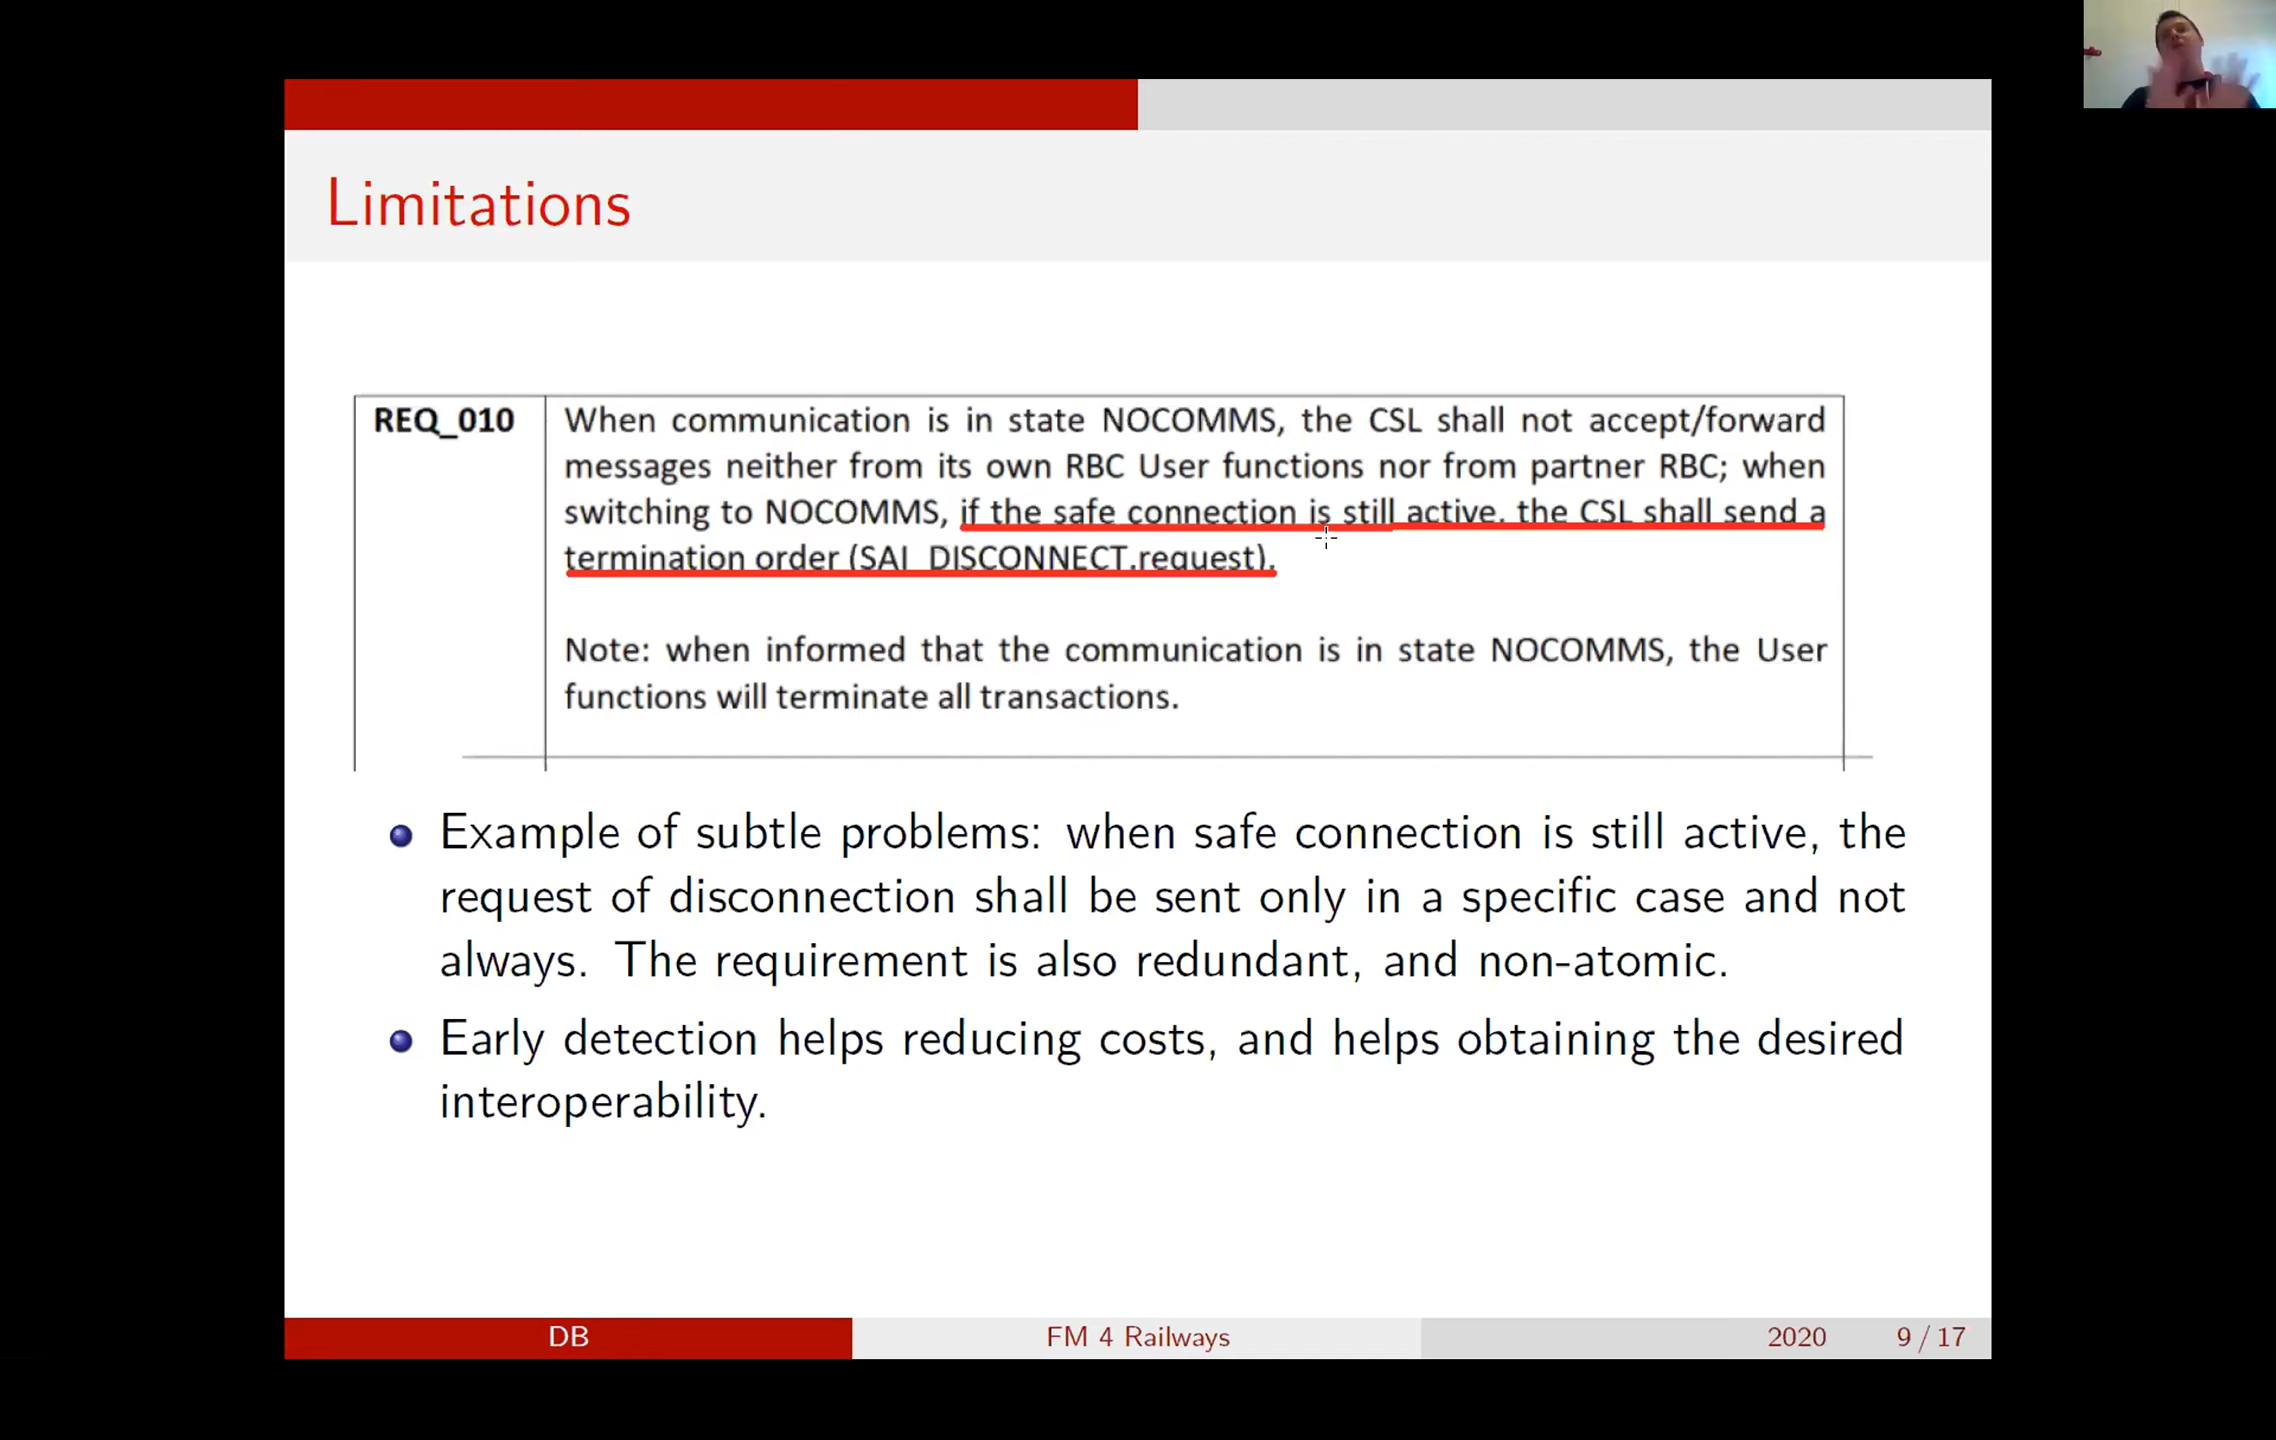 Limitations
REQ_010
When communication is in state NOCOMMS, the CSL shall not accept/forward
messages neither from its own RBC User functions nor from partner RBC; when
switching to NOCOMMS, if the safe connection is still active, the CSL shall send a
termination order (SAI_DISCONNECT.request).
Note: when informed that the communication is in state NOCOMMS, the User
functions will terminate all transactions.
Example of subtle problems: when safe connection is still active, the
request of disconnection shall be sent only in a specific case and not
always. The requirement is also redundant, and non-atomic.
Early detection helps reducing costs, and helps obtaining the desired
interoperability.
DB
FM 4 Railways
2020
9 / 17